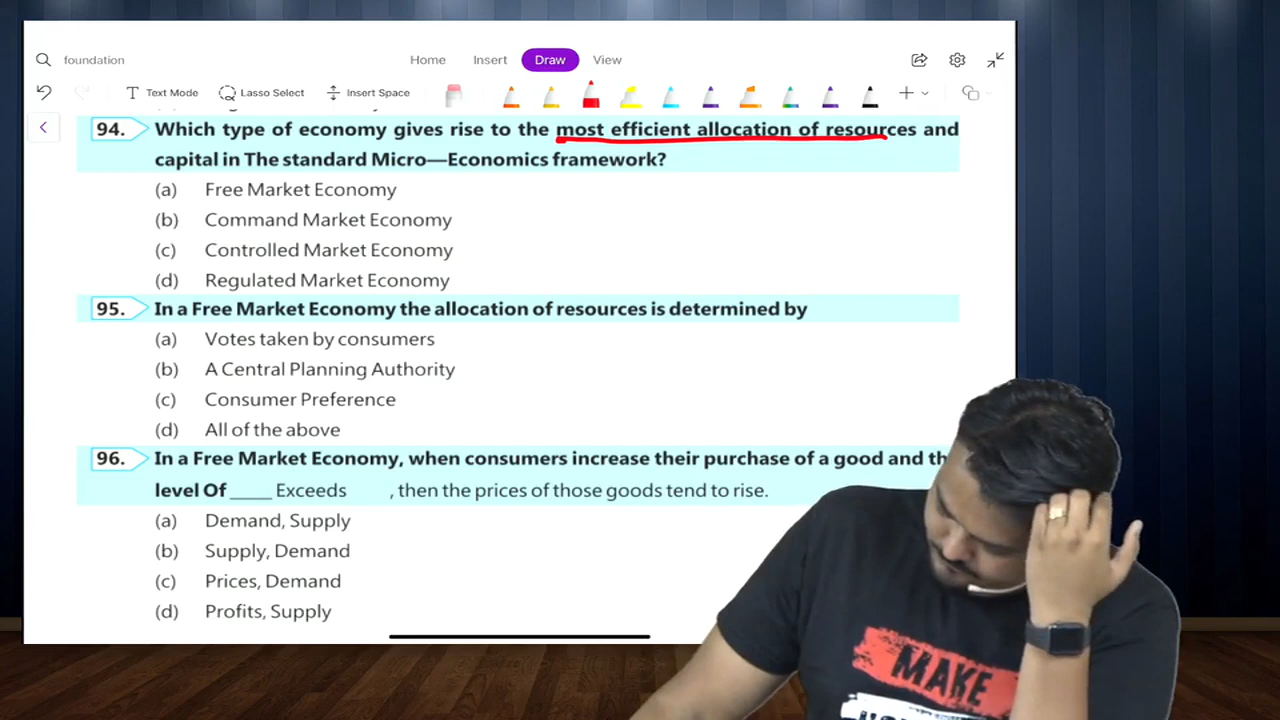 foundation
Home Insert Draw View
Text Mode Lasso Select Insert Space
94. Which type of economy gives rise to the most efficient allocation of resources and
capital in The standard Micro—Economics framework?
(a) Free Market Economy
(b) Command Market Economy
(c) Controlled Market Economy
(d) Regulated Market Economy
95. In a Free Market Economy the allocation of resources is determined by
(a) Votes taken by consumers
(b) A Central Planning Authority
(c) Consumer Preference
(d) All of the above
96. In a Free Market Economy, when consumers increase their purchase of a good and
level Of ____ Exceeds , then the prices of those goods tend to rise.
(a) Demand, Supply
(b) Supply, Demand
(c) Prices, Demand
(d) Profits, Supply
MAKE